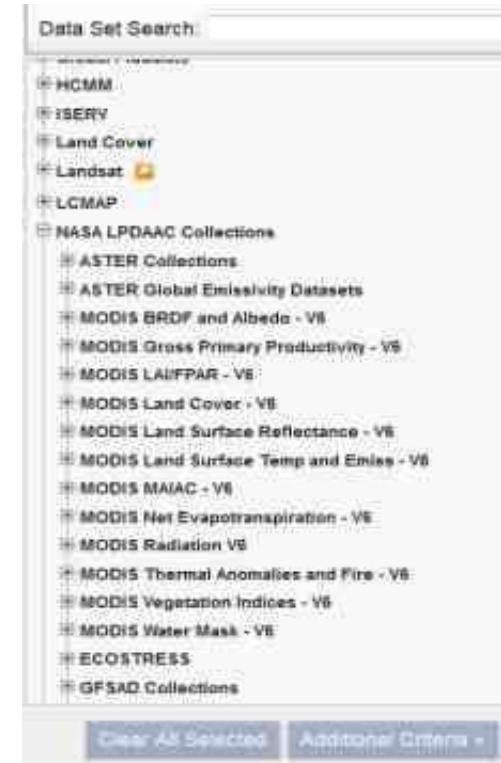 Data Set Search:
HCMM
ISERV
Land Cover
Landsat
LCMAP
NASA LPDAAC Collections
ASTER Collections
ASTER Global Emissivity Datasets
MODIS BRDF and Albedo - V6
MODIS Gross Primary Productivity - V6
MODIS LAI/FPAR - V6
MODIS Land Cover - V6
MODIS Land Surface Reflectance - V6
MODIS Land Surface Temp and Emiss - V6
MODIS MAIAC - V6
MODIS Net Evapotranspiration - V6
MODIS Radiation V6
MODIS Thermal Anomalies and Fire - V6
MODIS Vegetation Indices - V6
MODIS Water Mask - V6
ECOSTRESS
GFSAD Collections
Clear All Selected Additional Criteria »